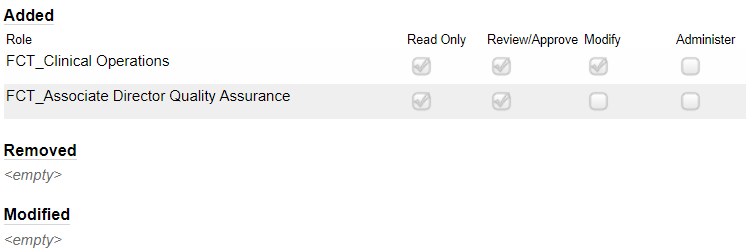 Added
Role Read Only Review/Approve Modify Administer
FCT_Clinical Operations
FCT_Associate Director Quality Assurance
Removed
<empty>
Modified
<empty>